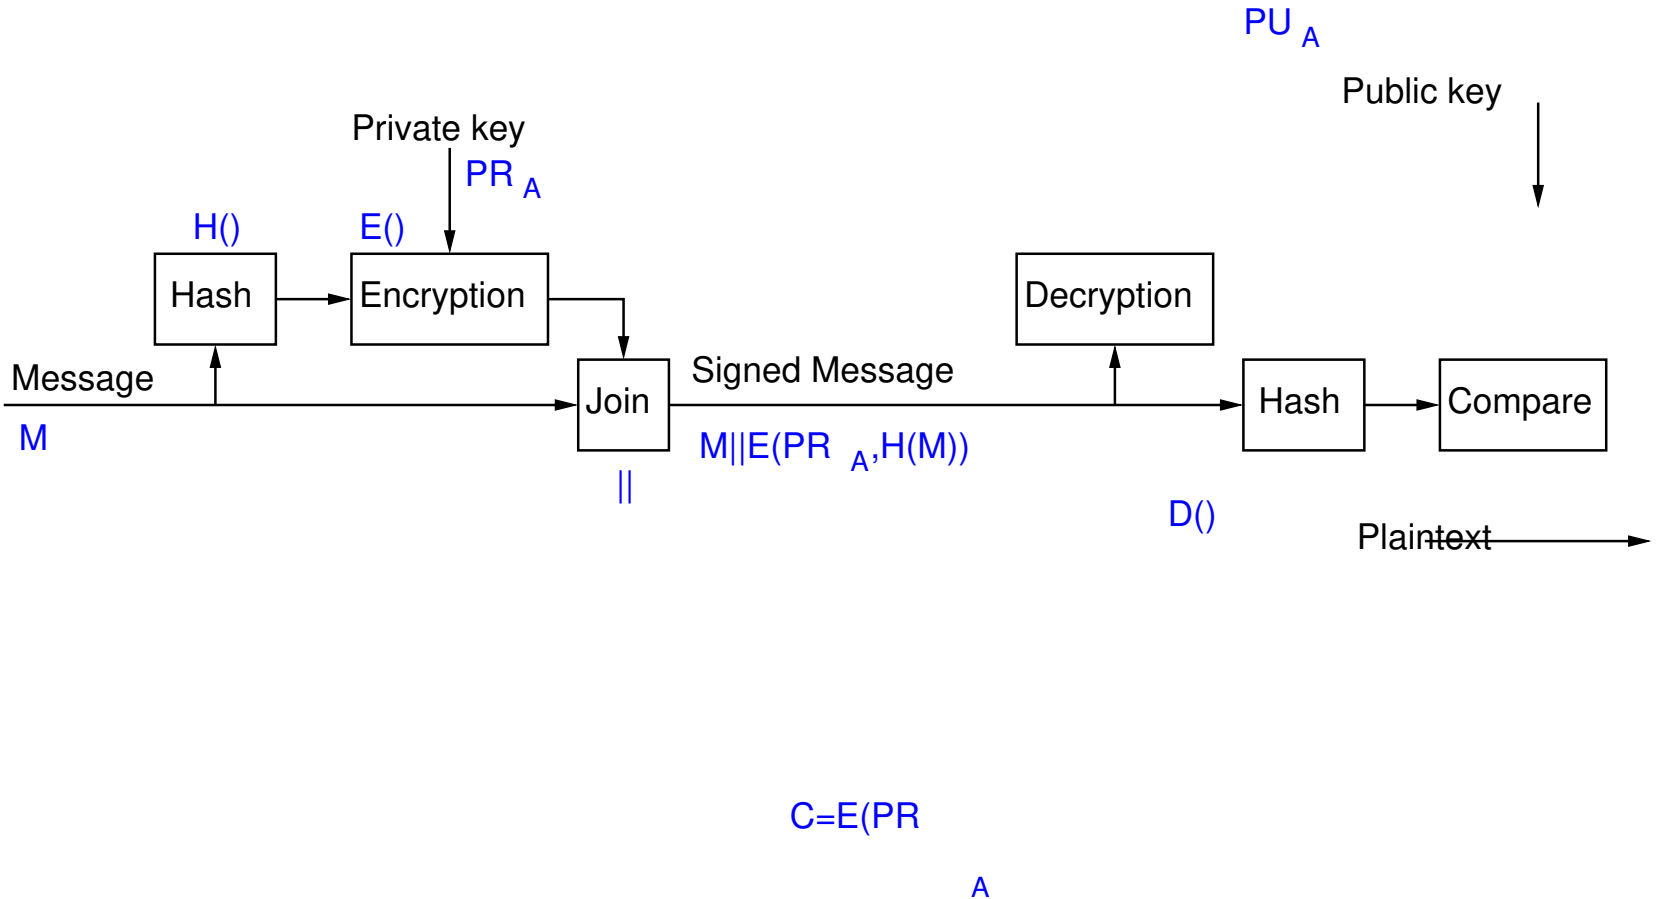 PU A
Public key
Private key
PR A
H()
E()
Hash
Encryption
Decryption
Message
Signed Message
Join
Hash
Compare
M
M||E(PR A,H(M))
||
D()
Plaintext
C=E(PR
A